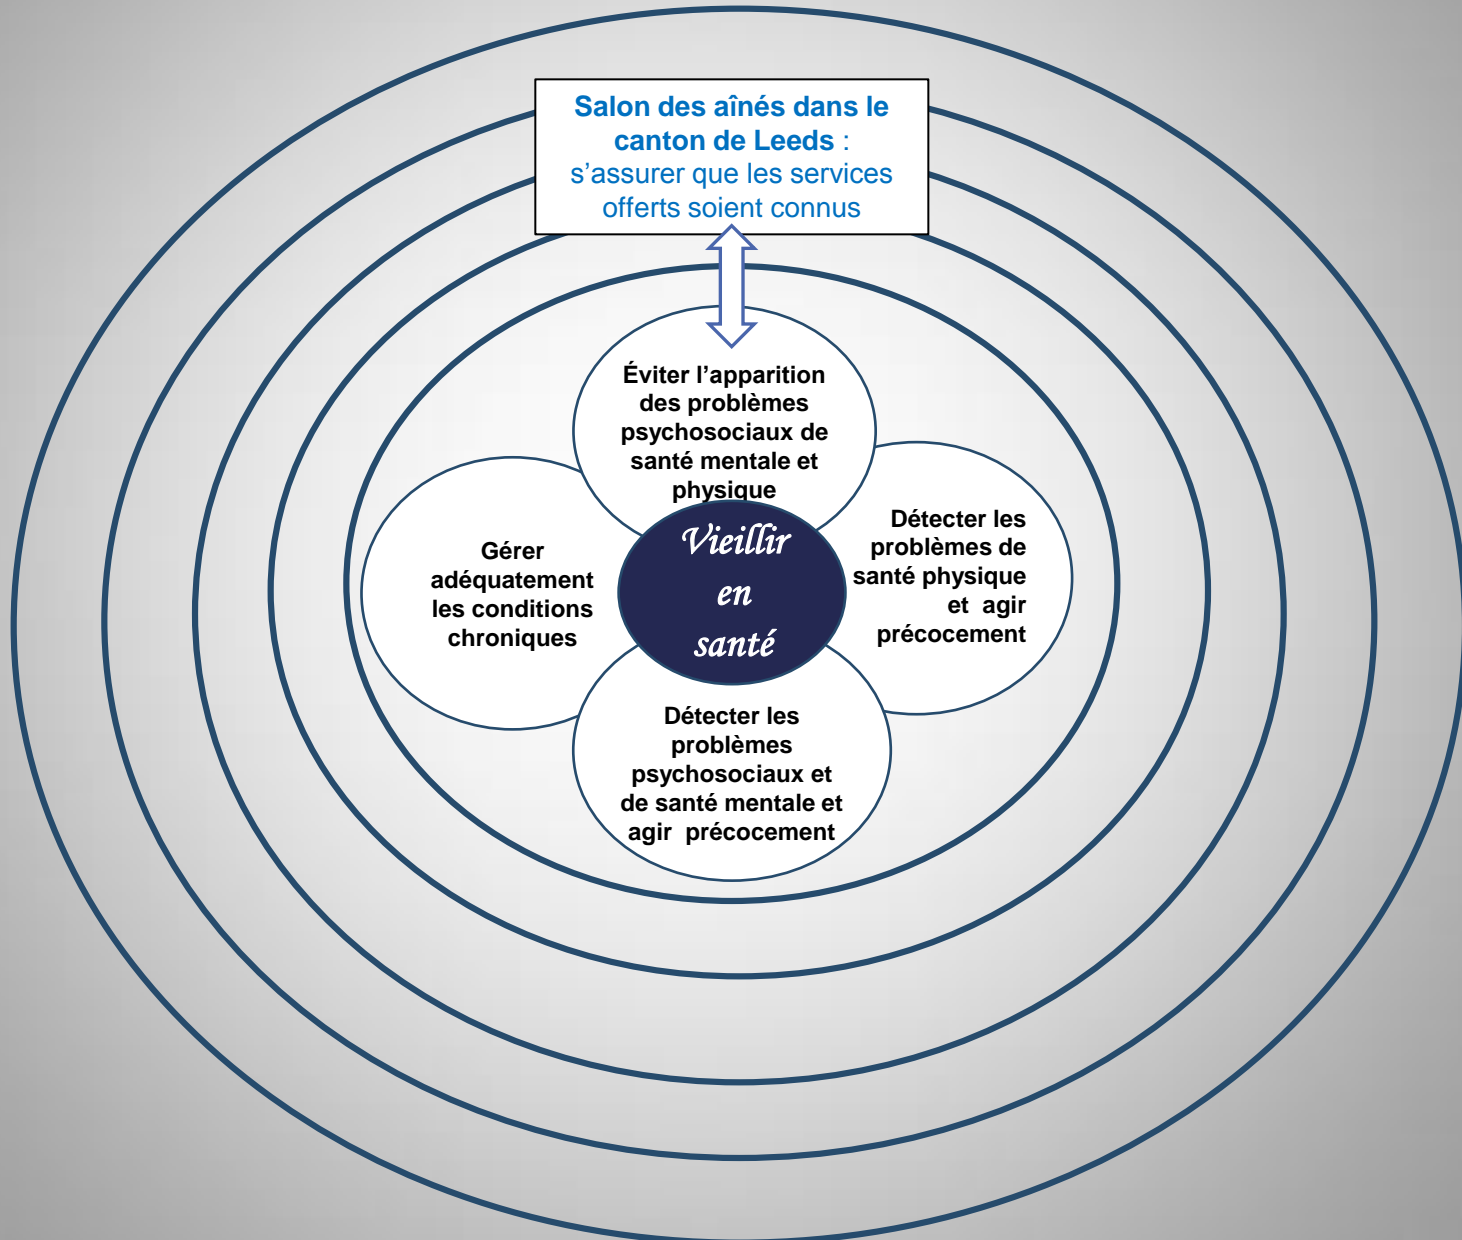 Salon des aînés dans le
canton de Leeds :
s’assurer que les services
offerts soient connus
Éviter l’apparition
des problèmes
psychosociaux de
santé mentale et
physique
Gérer
adéquatement
les conditions
chroniques
Vieillir
en
santé
Détecter les
problèmes de
santé physique
et agir
précocement
Détecter les
problèmes
psychosociaux et
de santé mentale et
agir précocement